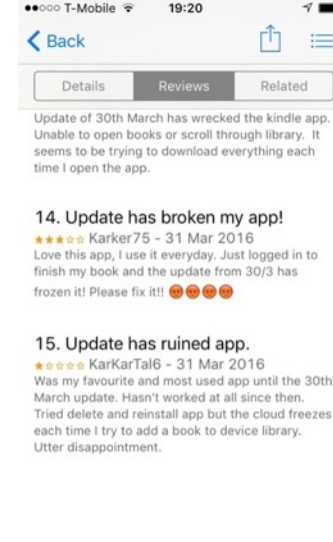 T-Mobile 19:20
Back
Details Reviews Related
Update of 30th March has wrecked the kindle app.
Unable to open books or scroll through library. It
seems to be trying to download everything each
time I open the app.
14. Update has broken my app!
★★★☆☆ Karker75 - 31 Mar 2016
Love this app, I use it everyday. Just logged in to
finish my book and the update from 30/3 has
frozen it! Please fix it!! 😡😡😡😡
15. Update has ruined app.
★☆☆☆☆ KarKarTal6 - 31 Mar 2016
Was my favourite and most used app until the 30th
March update. Hasn't worked at all since then.
Tried delete and reinstall app but the cloud freezes
each time I try to add a book to device library.
Utter disappointment.